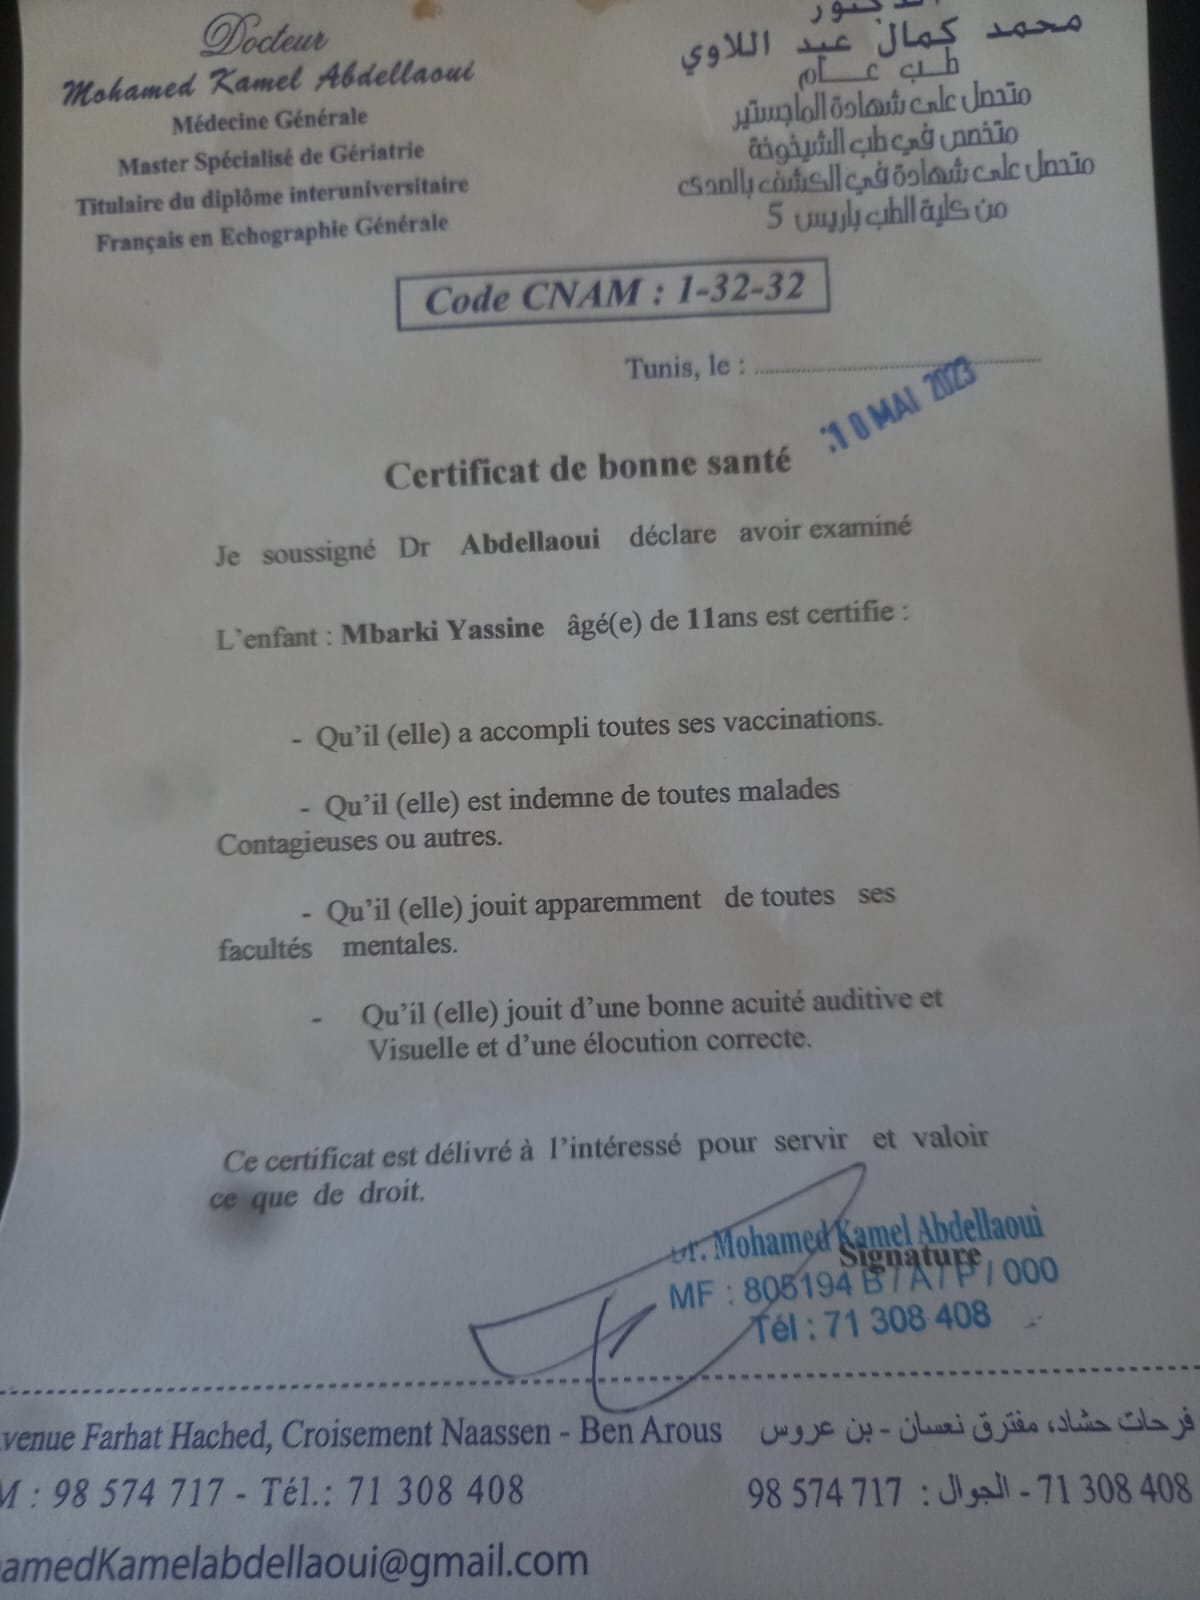 Docteur
Mohamed Kamel Abdellaoui
Médecine Générale
Master Spécialisé de Gériatrie
Titulaire du diplôme interuniversitaire
Français en Echographie Générale
محمد كمال عبد اللاوي
طب عام
متحصل على شهادة الماجستير
متخصص في طب الشيخوخة
متحصل على شهادة في الكشف بالصدى
من كلية الطب باريس 5
Code CNAM : 1-32-32
Tunis, le :
10 MAI 2023
Certificat de bonne santé
Je soussigné Dr Abdellaoui déclare avoir examiné
L'enfant : Mbarki Yassine âgé(e) de 11ans est certifie :
- Qu'il (elle) a accompli toutes ses vaccinations.
- Qu'il (elle) est indemne de toutes malades
Contagieuses ou autres.
- Qu'il (elle) jouit apparemment de toutes ses
facultés mentales.
- Qu'il (elle) jouit d'une bonne acuité auditive et
Visuelle et d'une élocution correcte.
Ce certificat est délivré à l'intéressé pour servir et valoir
ce que de droit.
Dr. Mohamed Kamel Abdellaoui
Signature
MF : 805194 B / A / P / 000
Tél : 71 308 408
venue Farhat Hached, Croisement Naassen - Ben Arous
فرحات حشاد، مفترق نعسان - بن عروس
M : 98 574 717 - Tél.: 71 308 408
71 308 408 - الجوال : 98 574 717
amedKamelabdellaoui@gmail.com